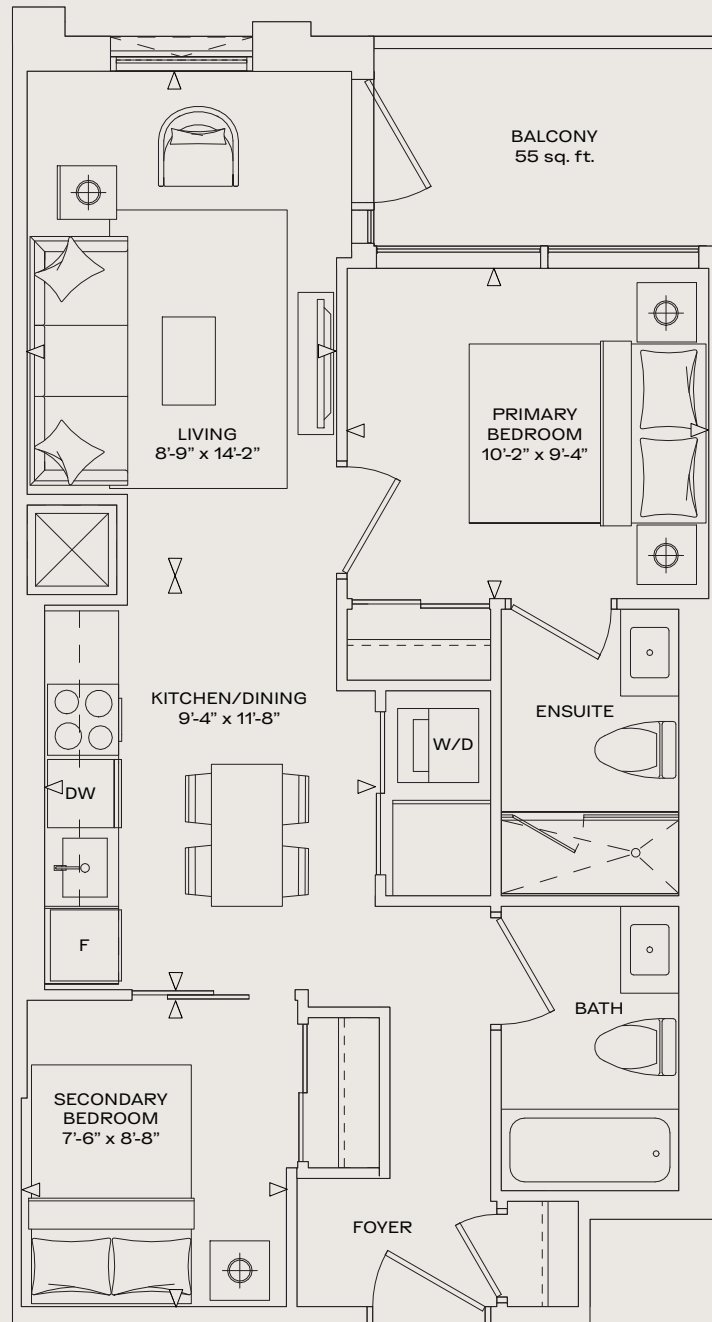 BALCONY
55 sq. ft.
LIVING
8’-9” x 14’-2”
PRIMARY
BEDROOM
10’-2” x 9’-4”
KITCHEN/DINING
9’-4” x 11’-8”
ENSUITE
W/D
DW
F
BATH
SECONDARY
BEDROOM
7’-6” x 8’-8”
FOYER